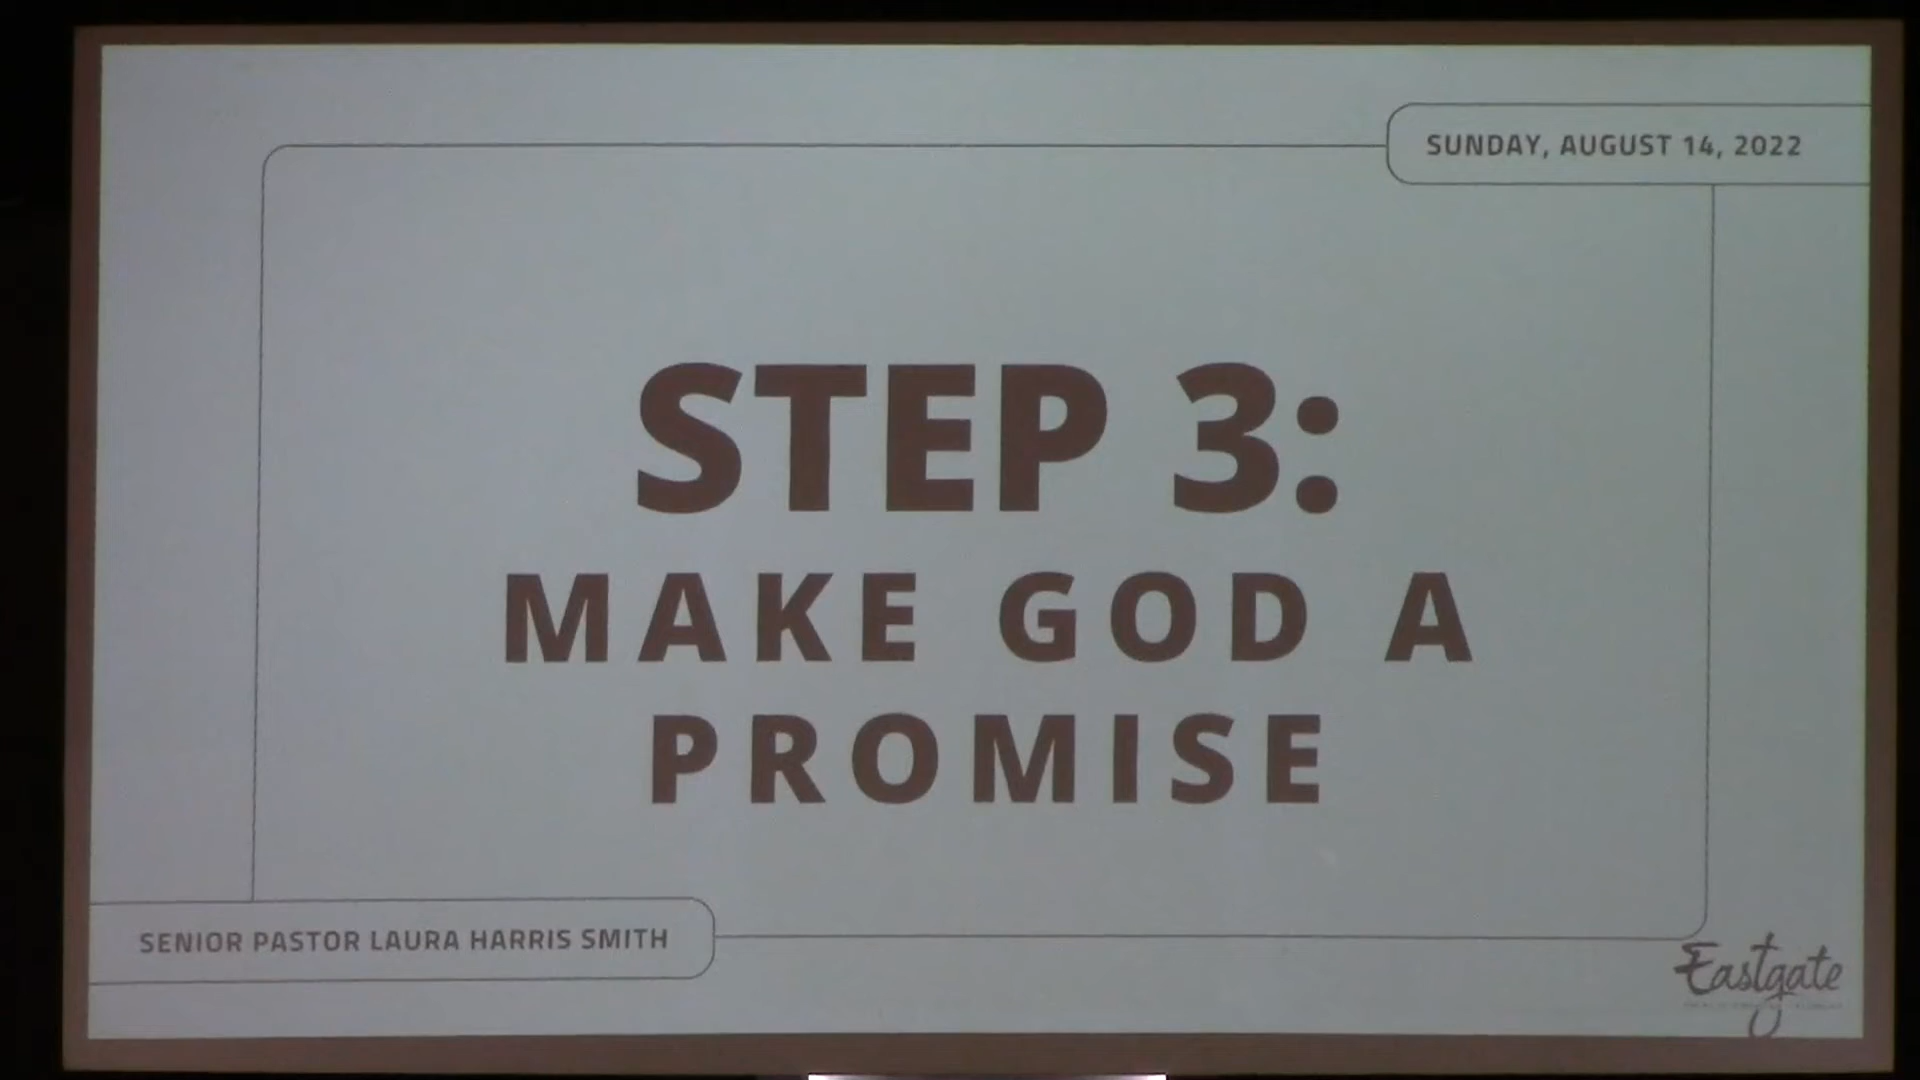 SUNDAY, AUGUST 14, 2022
STEP 3:
MAKE GOD A
PROMISE
SENIOR PASTOR LAURA HARRIS SMITH
Eastgate